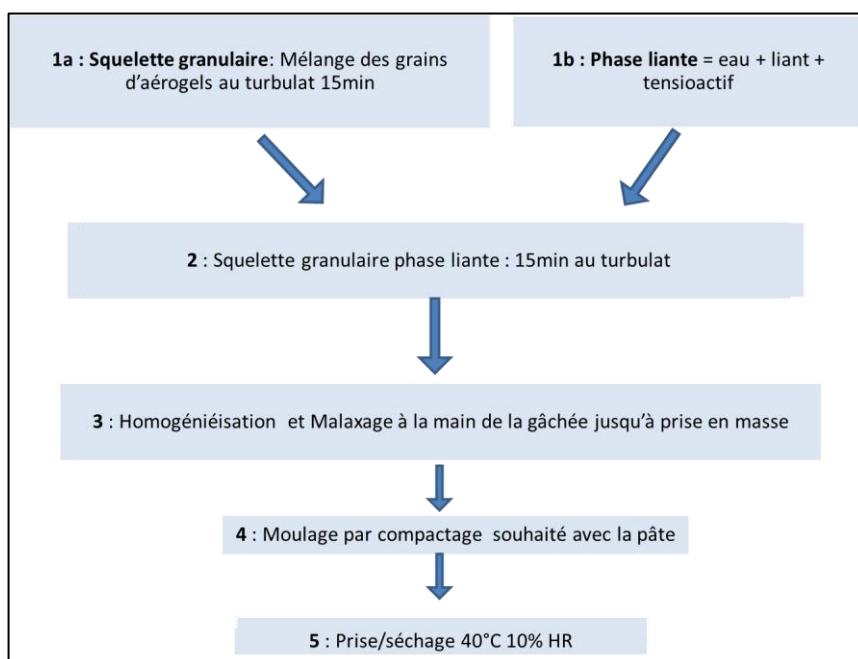 1a : Squelette granulaire: Mélange des grains
d’aérogels au turbulat 15min
1b : Phase liante = eau + liant +
tensioactif
2 : Squelette granulaire phase liante : 15min au turbulat
3 : Homogéniéisation et Malaxage à la main de la gâchée jusqu’à prise en masse
4 : Moulage par compactage souhaité avec la pâte
5 : Prise/séchage 40°C 10% HR